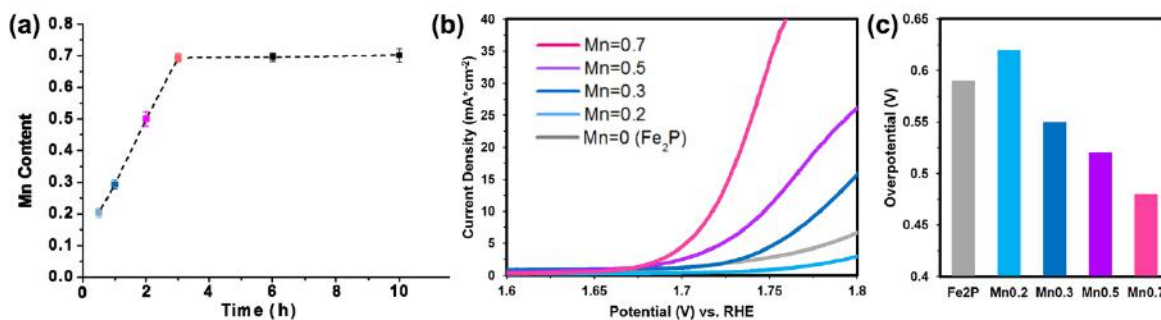 (a)
Mn Content
0.8
0.7
0.6
0.5
0.4
0.3
0.2
0.1
0.0
0
2
4
6
8
10
Time (h)
(b)
Current Density (mA*cm-2)
40
35
30
25
20
15
10
5
0
Mn=0.7
Mn=0.5
Mn=0.3
Mn=0.2
Mn=0 (Fe2P)
1.6
1.65
1.7
1.75
1.8
Potential (V) vs. RHE
(c)
Overpotential (V)
0.65
0.6
0.55
0.5
0.45
0.4
Fe2P Mn0.2 Mn0.3 Mn0.5 Mn0.7